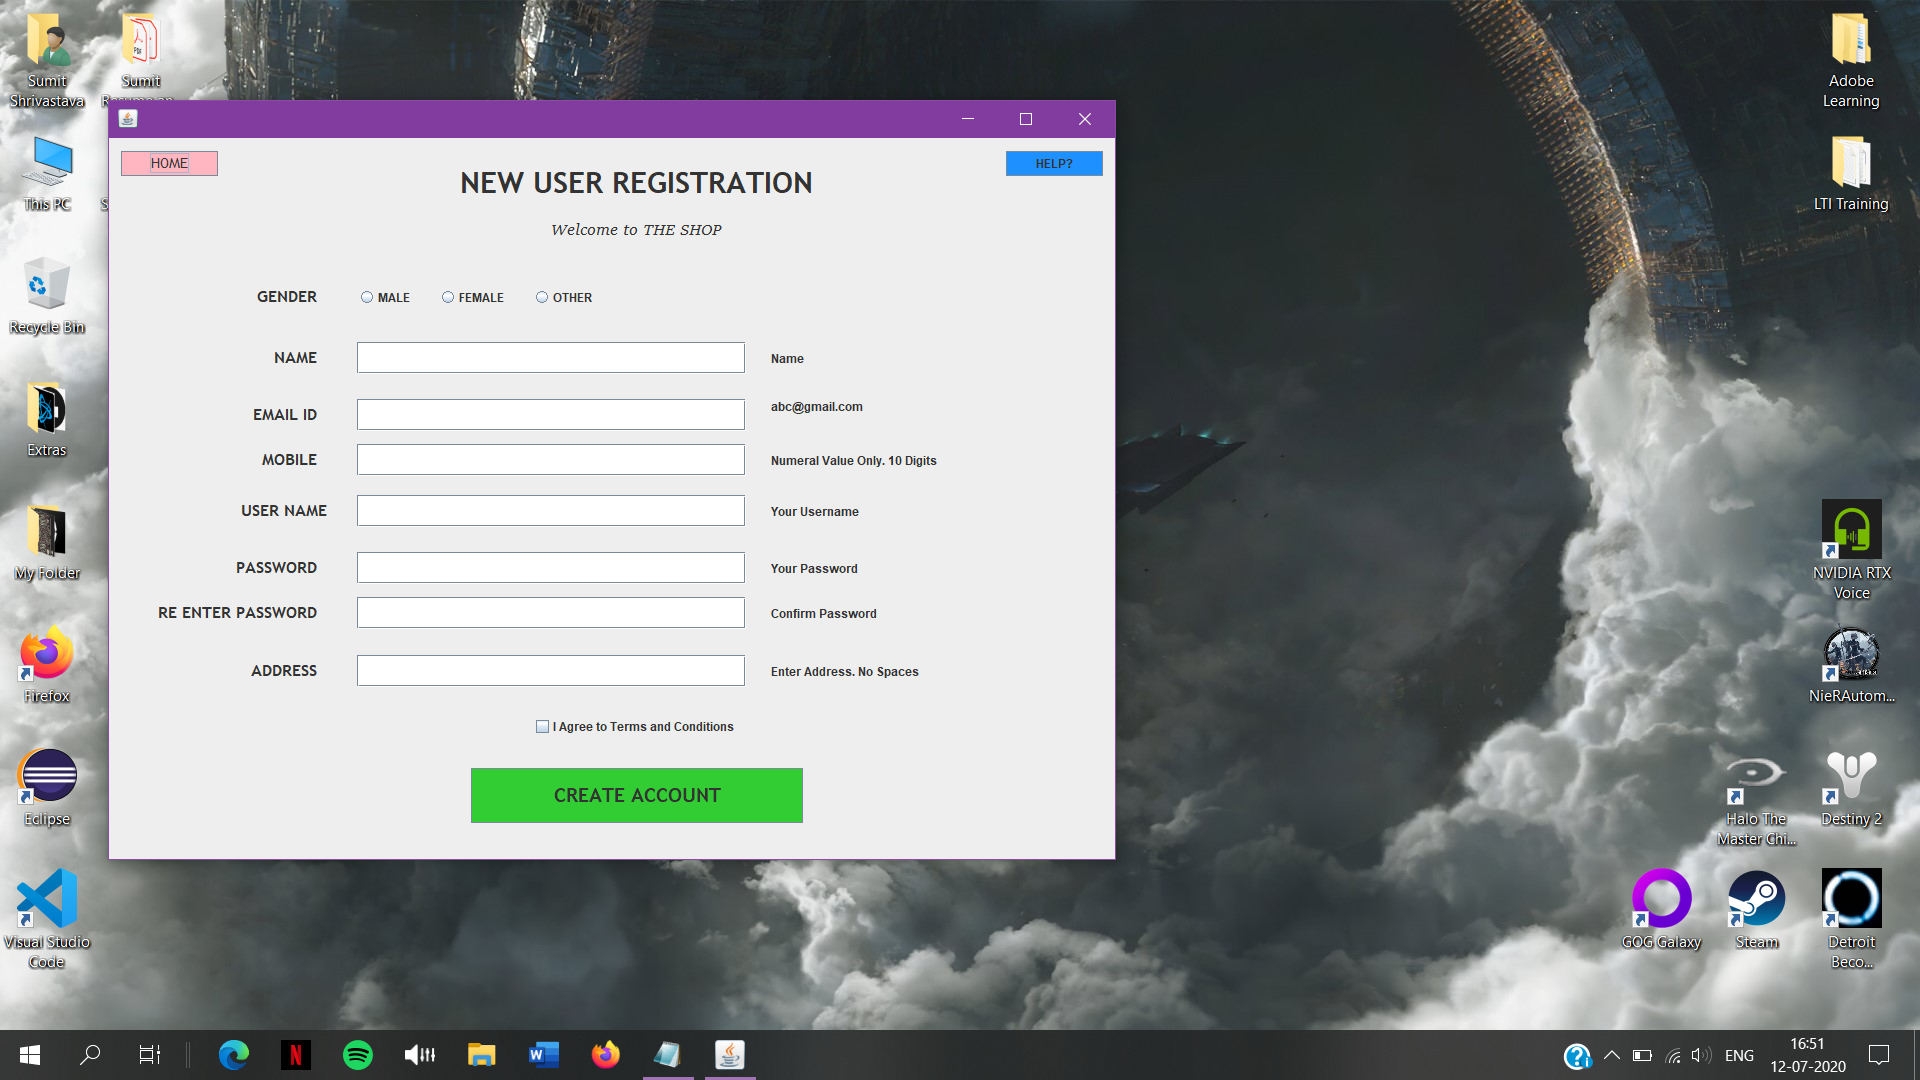 Sumit
Shrivastava
Sumit
This PC
Recycle Bin
Extras
My Folder
Firefox
Eclipse
Visual Studio
Code
HOME
HELP?
NEW USER REGISTRATION
Welcome to THE SHOP
GENDER MALE FEMALE OTHER
NAME Name
EMAIL ID abc@gmail.com
MOBILE Numeral Value Only. 10 Digits
USER NAME Your Username
PASSWORD Your Password
RE ENTER PASSWORD Confirm Password
ADDRESS Enter Address. No Spaces
I Agree to Terms and Conditions
CREATE ACCOUNT
Adobe
Learning
LTI Training
NVIDIA RTX
Voice
NieRAutom...
Halo The
Master Chi...
Destiny 2
GOG Galaxy
Steam
Detroit
Beco...
ENG
16:51
12-07-2020